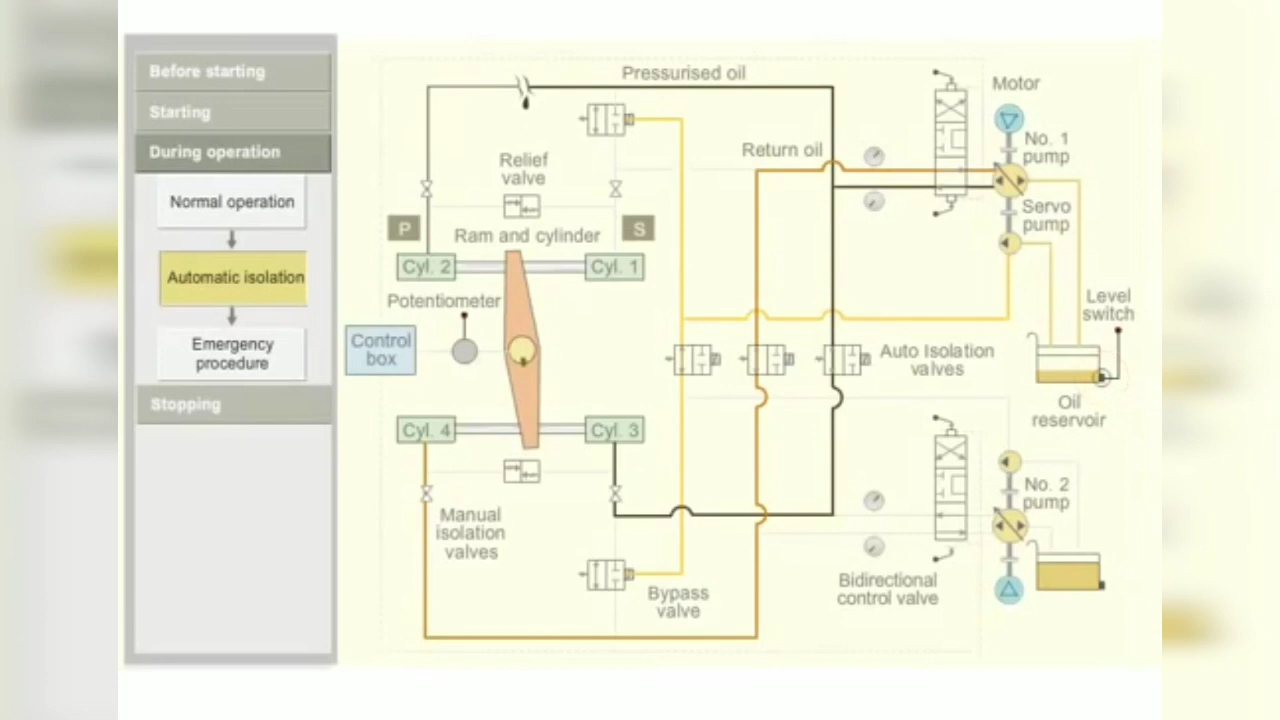 Before starting
Starting
During operation
Normal operation
Automatic isolation
Emergency
procedure
Stopping
Pressurised oil
Motor
No. 1
pump
Return oil
Relief
valve
Servo
pump
P
S
Ram and cylinder
Cyl. 2
Cyl. 1
Potentiometer
Level
switch
Control
box
Auto Isolation
valves
Oil
reservoir
Cyl. 4
Cyl. 3
No. 2
pump
Manual
isolation
valves
Bypass
valve
Bidirectional
control valve